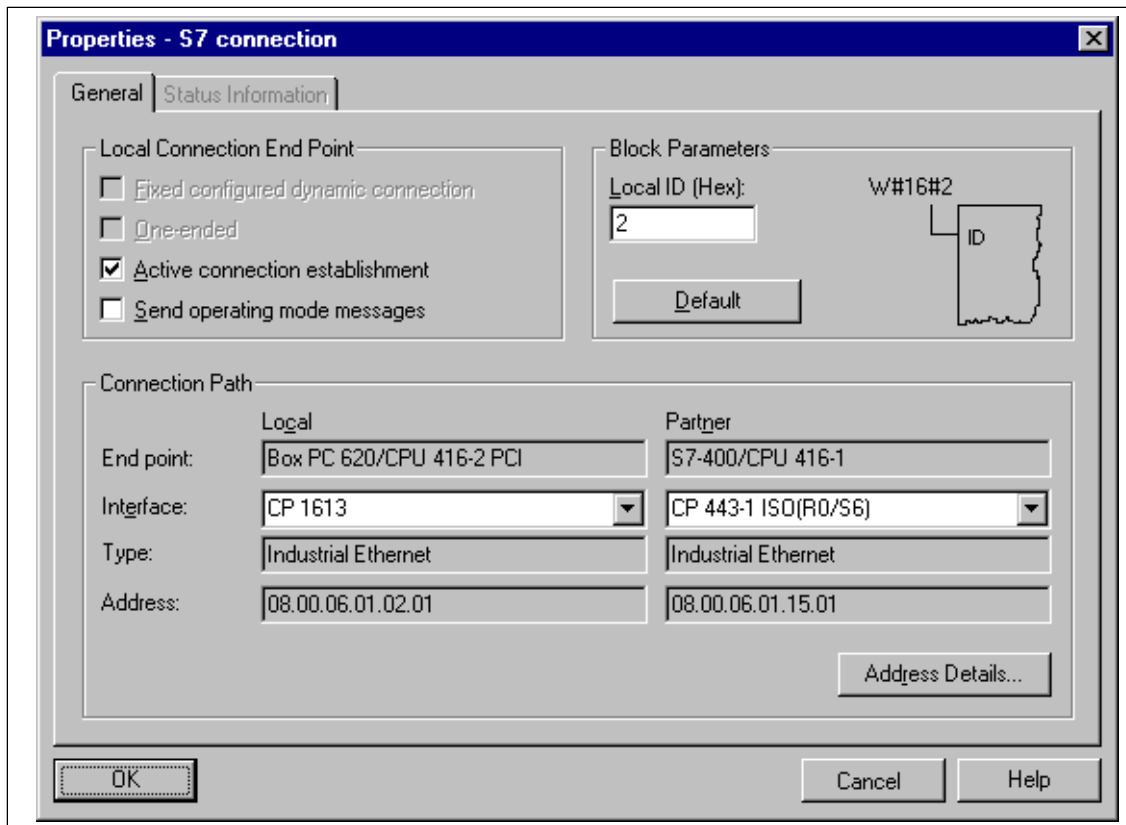 Properties - S7 connection
General
Status Information
Local Connection End Point
Fixed configured dynamic connection
One-ended
Active connection establishment
Send operating mode messages
Block Parameters
Local ID (Hex):
W#16#2
2
ID
Default
Connection Path
Local Partner
End point: Box PC 620/CPU 416-2 PCI S7-400/CPU 416-1
Interface: CP 1613 CP 443-1 ISO(R0/S6)
Type: Industrial Ethernet Industrial Ethernet
Address: 08.00.06.01.02.01 08.00.06.01.15.01
Address Details...
OK Cancel Help